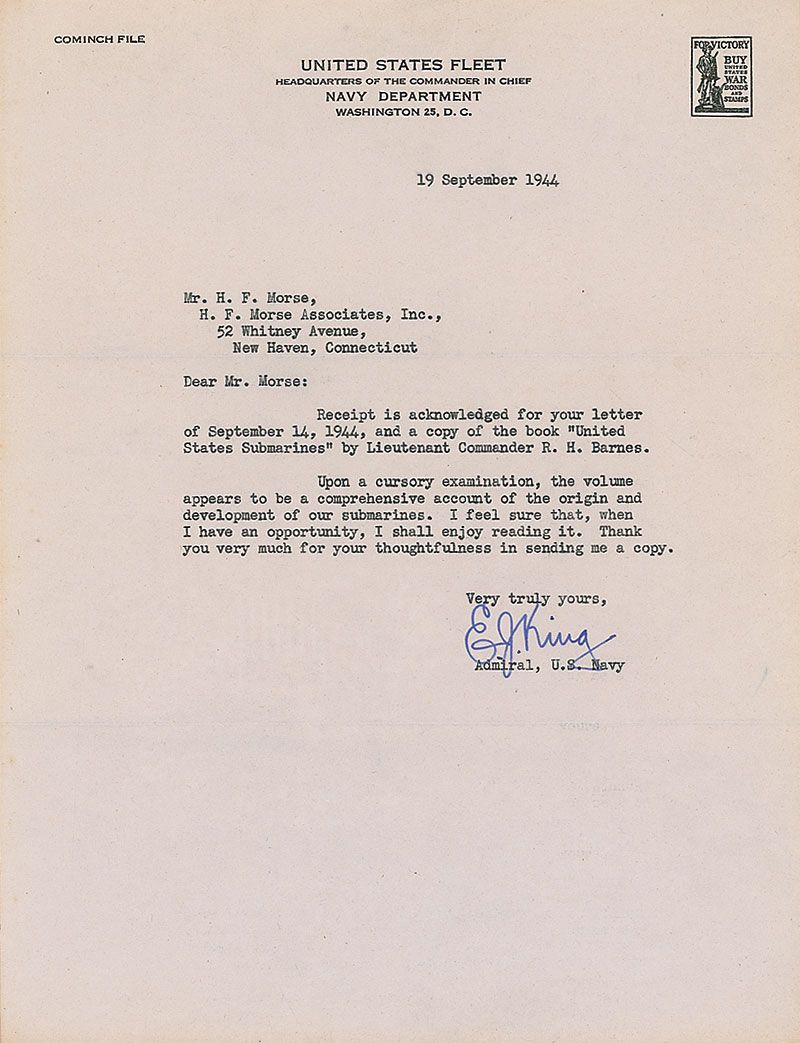 COMINCH FILE
UNITED STATES FLEET
HEADQUARTERS OF THE COMMANDER IN CHIEF
NAVY DEPARTMENT
WASHINGTON 25, D. C.
FOR VICTORY
BUY
UNITED
STATES
WAR
BONDS
AND
STAMPS
19 September 1944
Mr. H. F. Morse,
H. F. Morse Associates, Inc.,
52 Whitney Avenue,
New Haven, Connecticut
Dear Mr. Morse:
Receipt is acknowledged for your letter
of September 14, 1944, and a copy of the book "United
States Submarines" by Lieutenant Commander R. H. Barnes.
Upon a cursory examination, the volume
appears to be a comprehensive account of the origin and
development of our submarines. I feel sure that, when
I have an opportunity, I shall enjoy reading it. Thank
you very much for your thoughtfulness in sending me a copy.
Very truly yours,
E J King
Admiral, U.S. Navy